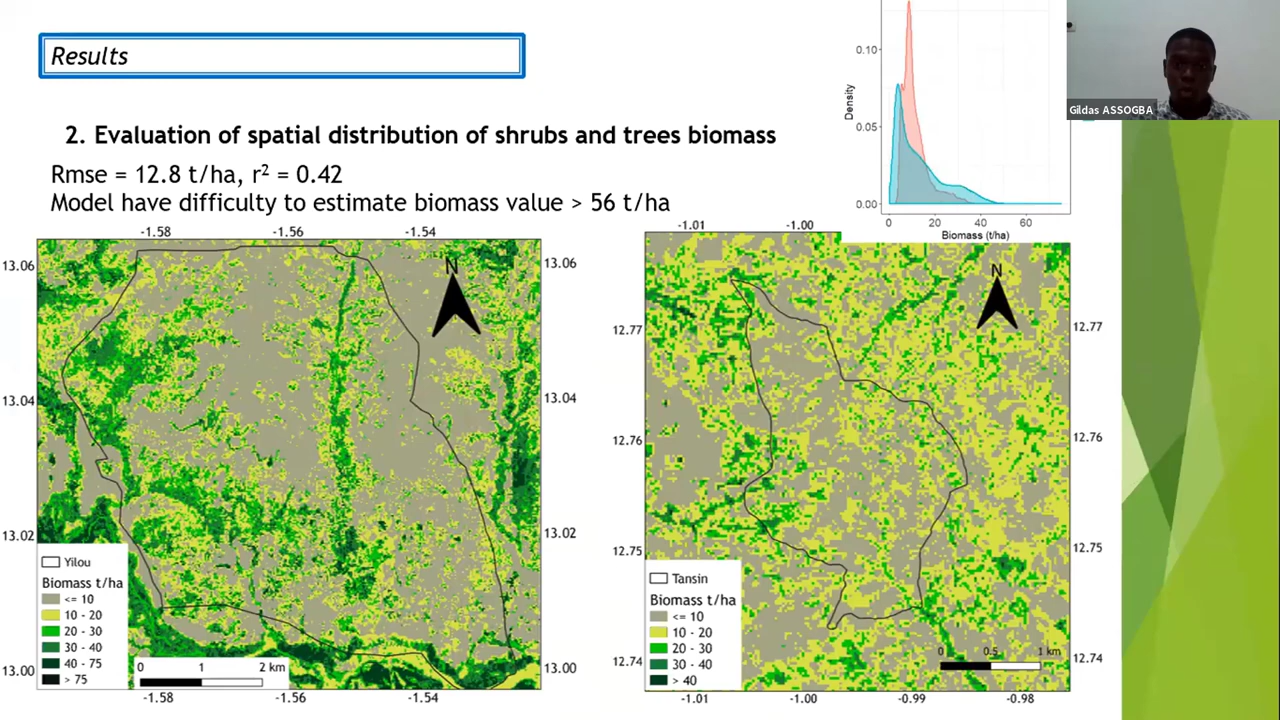 Results
2. Evaluation of spatial distribution of shrubs and trees biomass
Rmse = 12.8 t/ha, r² = 0.42
Model have difficulty to estimate biomass value > 56 t/ha
0.10
0.05
0.00
Density
0 20 40 60
Biomass (t/ha)
Gildas ASSOGBA
-1.58 -1.56 -1.54
13.06 13.06
13.04 13.04
13.02 13.02
13.00 13.00
N
Yilou
Biomass t/ha
<= 10
10 - 20
20 - 30
30 - 40
40 - 75
> 75
0 1 2 km
-1.58 -1.56 -1.54
-1.01 -1.00
12.77 12.77
12.76 12.76
12.75 12.75
12.74 12.74
N
Tansin
Biomass t/ha
<= 10
10 - 20
20 - 30
30 - 40
> 40
0 0.5 1 km
-1.01 -1.00 -0.99 -0.98